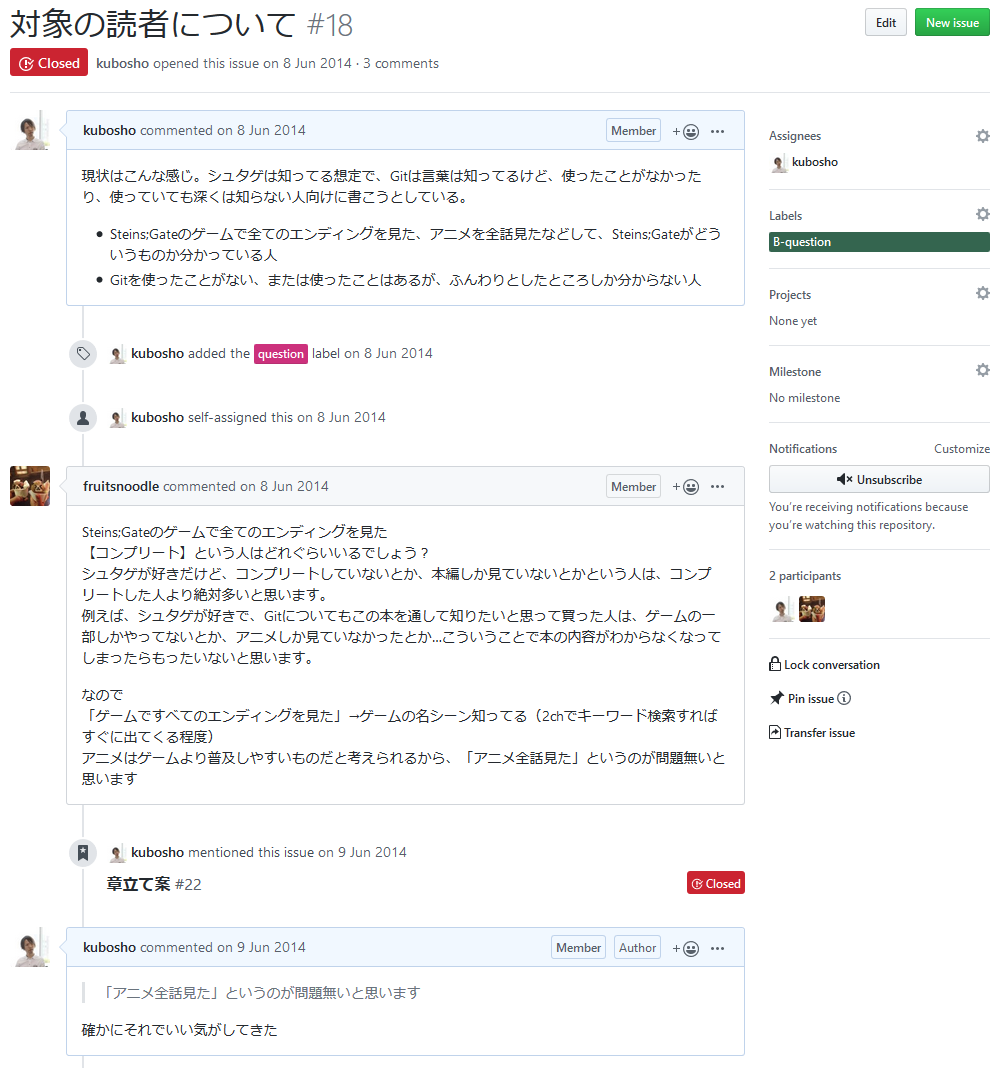 対象の読者について #18
Edit
New issue
Closed
kubosho opened this issue on 8 Jun 2014 · 3 comments
kubosho commented on 8 Jun 2014
Member
現状はこんな感じ。シュタゲは知ってる想定で、Gitは言葉は知ってるけど、使ったことがなかった
り、使っていても深くは知らない人向けに書こうとしている。
• Steins;Gateのゲームで全てのエンディングを見た、アニメを全話見たなどして、Steins;Gateがどう
いうものか分かっている人
• Gitを使ったことがない、または使ったことはあるが、ふんわりとしたところしか分からない人
kubosho added the question label on 8 Jun 2014
kubosho self-assigned this on 8 Jun 2014
fruitsnoodle commented on 8 Jun 2014
Member
Steins;Gateのゲームで全てのエンディングを見た
【コンプリート】という人はどれぐらいいるでしょう？
シュタゲが好きだけど、コンプリートしていないとか、本編しか見ていないとかという人は、コンプ
リートした人より絶対多いと思います。
例えば、シュタゲが好きで、Gitについてもこの本を通して知りたいと思って買った人は、ゲームの一
部しかやってないとか、アニメしか見ていなかったとか...こういうことで本の内容がわからなくなって
しまったらもったいないと思います。
なので
「ゲームですべてのエンディングを見た」→ゲームの名シーン知ってる（2chでキーワード検索すれば
すぐに出てくる程度）
アニメはゲームより普及しやすいものだと考えられるから、「アニメ全話見た」というのが問題無いと
思います
kubosho mentioned this issue on 9 Jun 2014
章立て案 #22
Closed
kubosho commented on 9 Jun 2014
Member
Author
「アニメ全話見た」というのが問題無いと思います
確かにそれでいい気がしてきた
Assignees
kubosho
Labels
B-question
Projects
None yet
Milestone
No milestone
Notifications
Customize
Unsubscribe
You're receiving notifications because
you're watching this repository.
2 participants
Lock conversation
Pin issue
Transfer issue